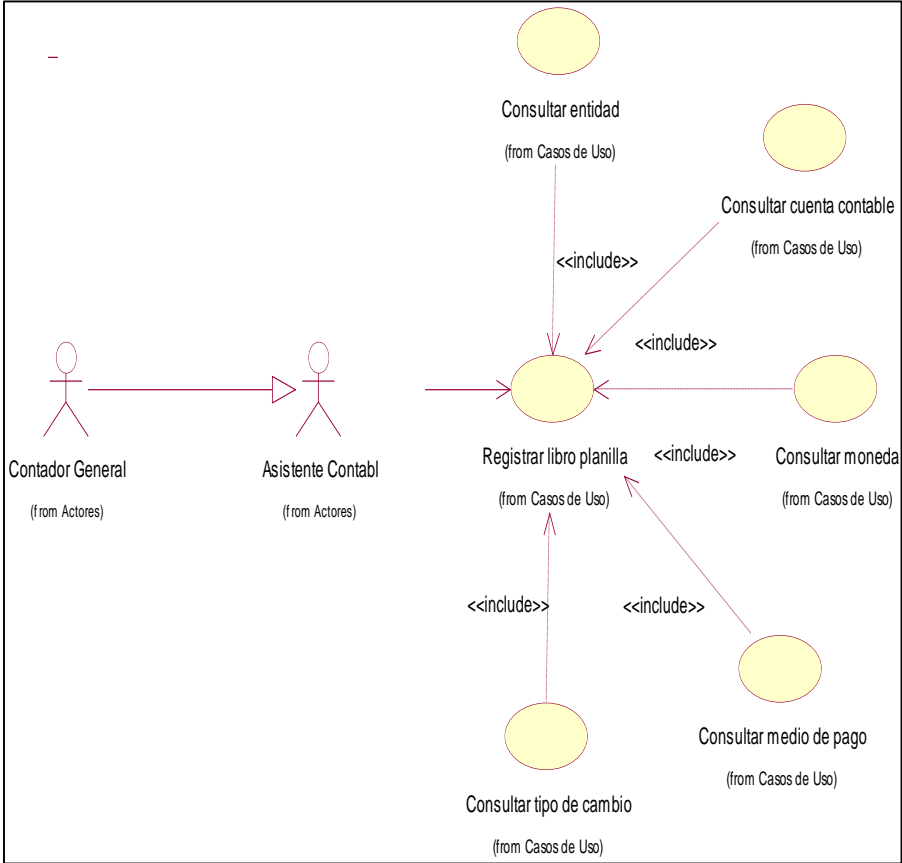 Consultar entidad
(from Casos de Uso)
Consultar cuenta contable
(from Casos de Uso)
<<include>>
<<include>>
Contador General
(from Actores)
Asistente Contabl
(from Actores)
Registrar libro planilla
(from Casos de Uso)
<<include>>
Consultar moneda
(from Casos de Uso)
<<include>>
<<include>>
Consultar medio de pago
(from Casos de Uso)
Consultar tipo de cambio
(from Casos de Uso)